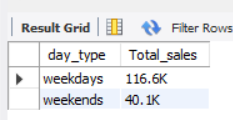 Result Grid Filter Rows
day_type Total_sales
weekdays 116.6K
weekends 40.1K